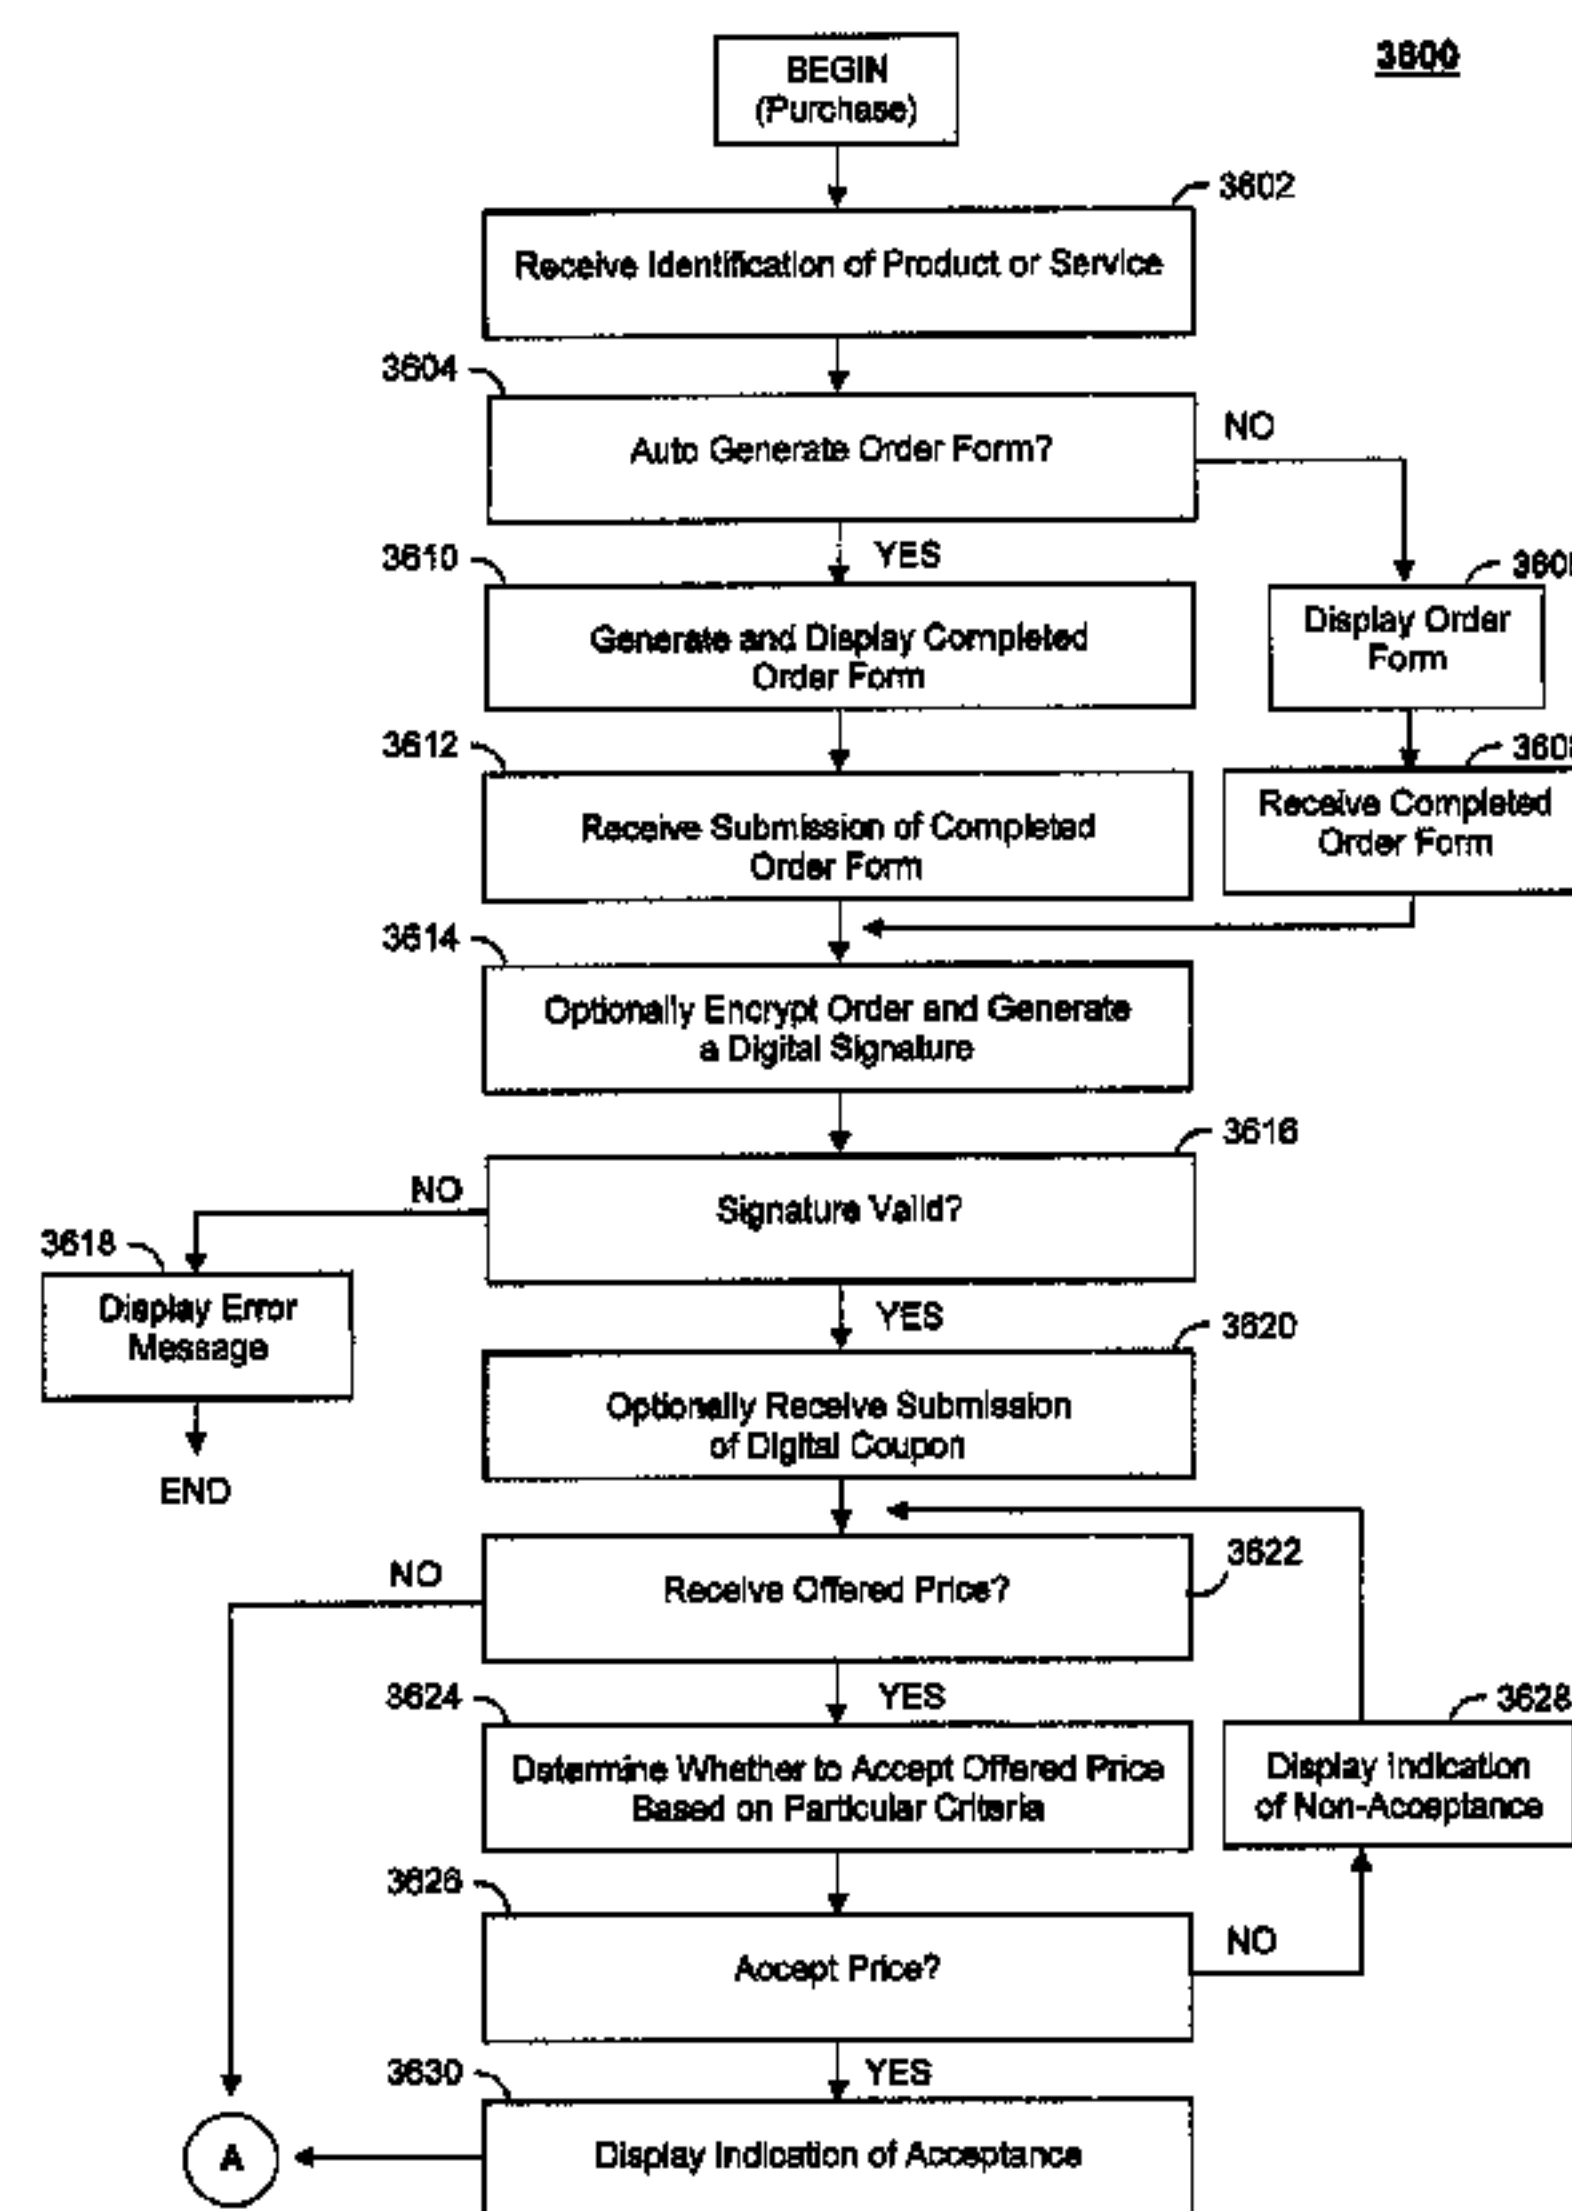 3600
BEGIN
(Purchase)
3602
Receive Identification of Product or Service
3604
Auto Generate Order Form?
NO
YES
3610
Generate and Display Completed
Order Form
Display Order
Form
3612
Receive Submission of Completed
Order Form
Receive Completed
Order Form
3614
Optionally Encrypt Order and Generate
a Digital Signature
3616
Signature Valid?
NO
3618
Display Error
Message
END
YES
3620
Optionally Receive Submission
of Digital Coupon
3622
Receive Offered Price?
NO
YES
3624
Determine Whether to Accept Offered Price
Based on Particular Criteria
3628
Display Indication
of Non-Acceptance
3626
Accept Price?
NO
YES
3630
Display Indication of Acceptance
A